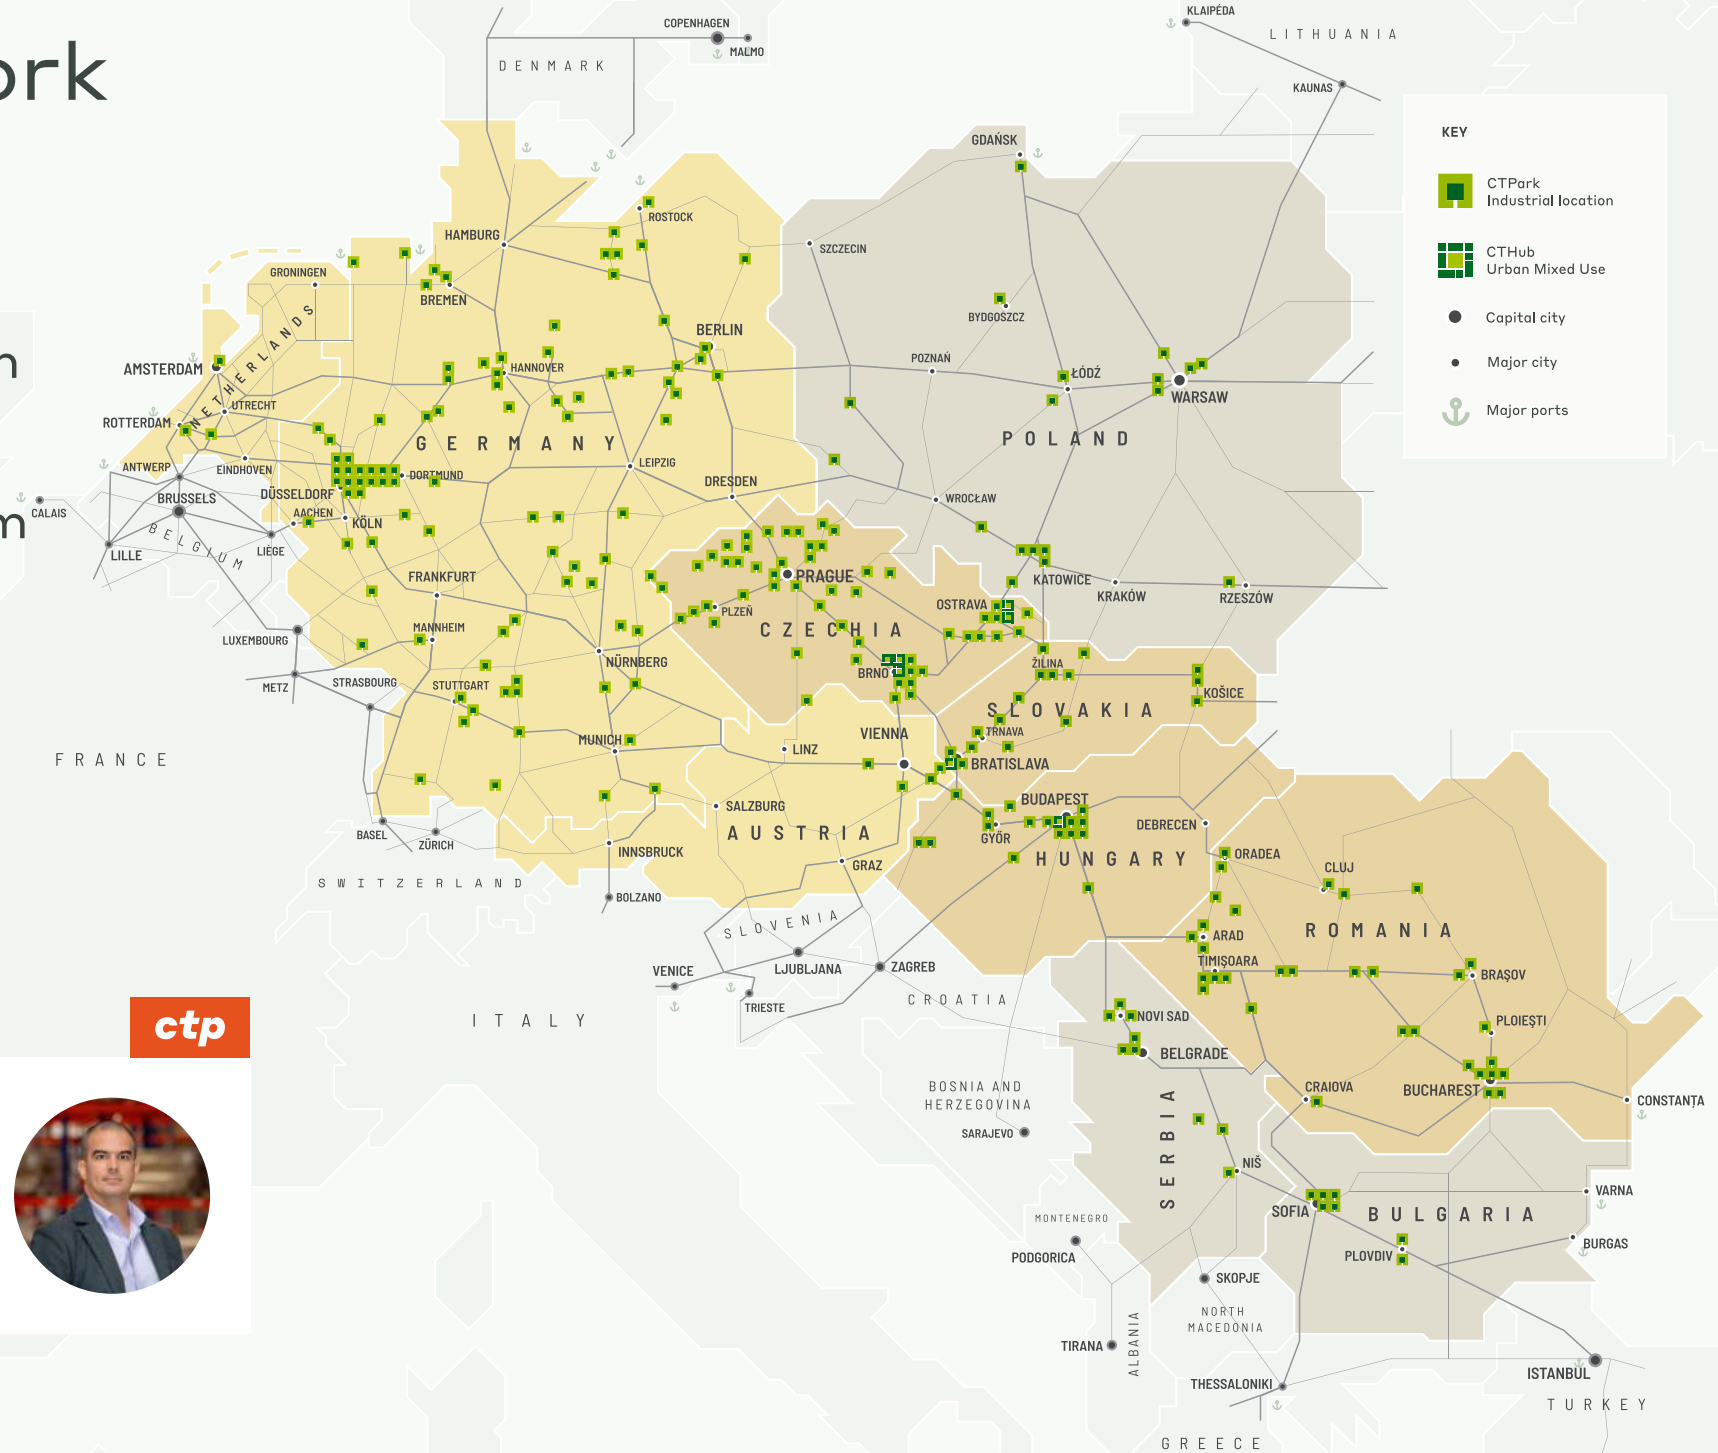 ork
n
m
COPENHAGEN
MALMO
DENMARK
KLAIPĖDA
LITHUANIA
KAUNAS
KEY
CTPark
Industrial location
CTHub
Urban Mixed Use
Capital city
Major city
Major ports
GDAŃSK
ROSTOCK
HAMBURG
SZCZECIN
GRONINGEN
BREMEN
BYDGOSZCZ
BERLIN
AMSTERDAM
NETHERLANDS
HANNOVER
POZNAŃ
ŁÓDŹ
WARSAW
UTRECHT
ROTTERDAM
GERMANY
POLAND
ANTWERP
EINDHOVEN
DORTMUND
LEIPZIG
DRESDEN
DÜSSELDORF
BRUSSELS
WROCŁAW
CALAIS
AACHEN
KÖLN
BELGIUM
LIÈGE
LILLE
FRANKFURT
PRAGUE
KATOWICE
KRAKÓW
RZESZÓW
OSTRAVA
PLZEŇ
CZECHIA
LUXEMBOURG
MANNHEIM
NÜRNBERG
ŽILINA
BRNO
METZ
STRASBOURG
STUTTGART
KOŠICE
SLOVAKIA
VIENNA
TRNAVA
MUNICH
LINZ
FRANCE
BRATISLAVA
SALZBURG
BUDAPEST
AUSTRIA
DEBRECEN
BASEL
ZÜRICH
GYŐR
INNSBRUCK
HUNGARY
ORADEA
GRAZ
CLUJ
SWITZERLAND
BOLZANO
SLOVENIA
ROMANIA
ARAD
TIMIȘOARA
VENICE
LJUBLJANA
ZAGREB
BRAȘOV
TRIESTE
CROATIA
ITALY
NOVI SAD
PLOIEȘTI
ctp
BELGRADE
BOSNIA AND
HERZEGOVINA
CRAIOVA
BUCHAREST
CONSTANȚA
SARAJEVO
SERBIA
NIŠ
VARNA
MONTENEGRO
SOFIA
BULGARIA
PODGORICA
PLOVDIV
BURGAS
SKOPJE
NORTH
MACEDONIA
TIRANA
ALBANIA
ISTANBUL
THESSALONIKI
TURKEY
GREECE